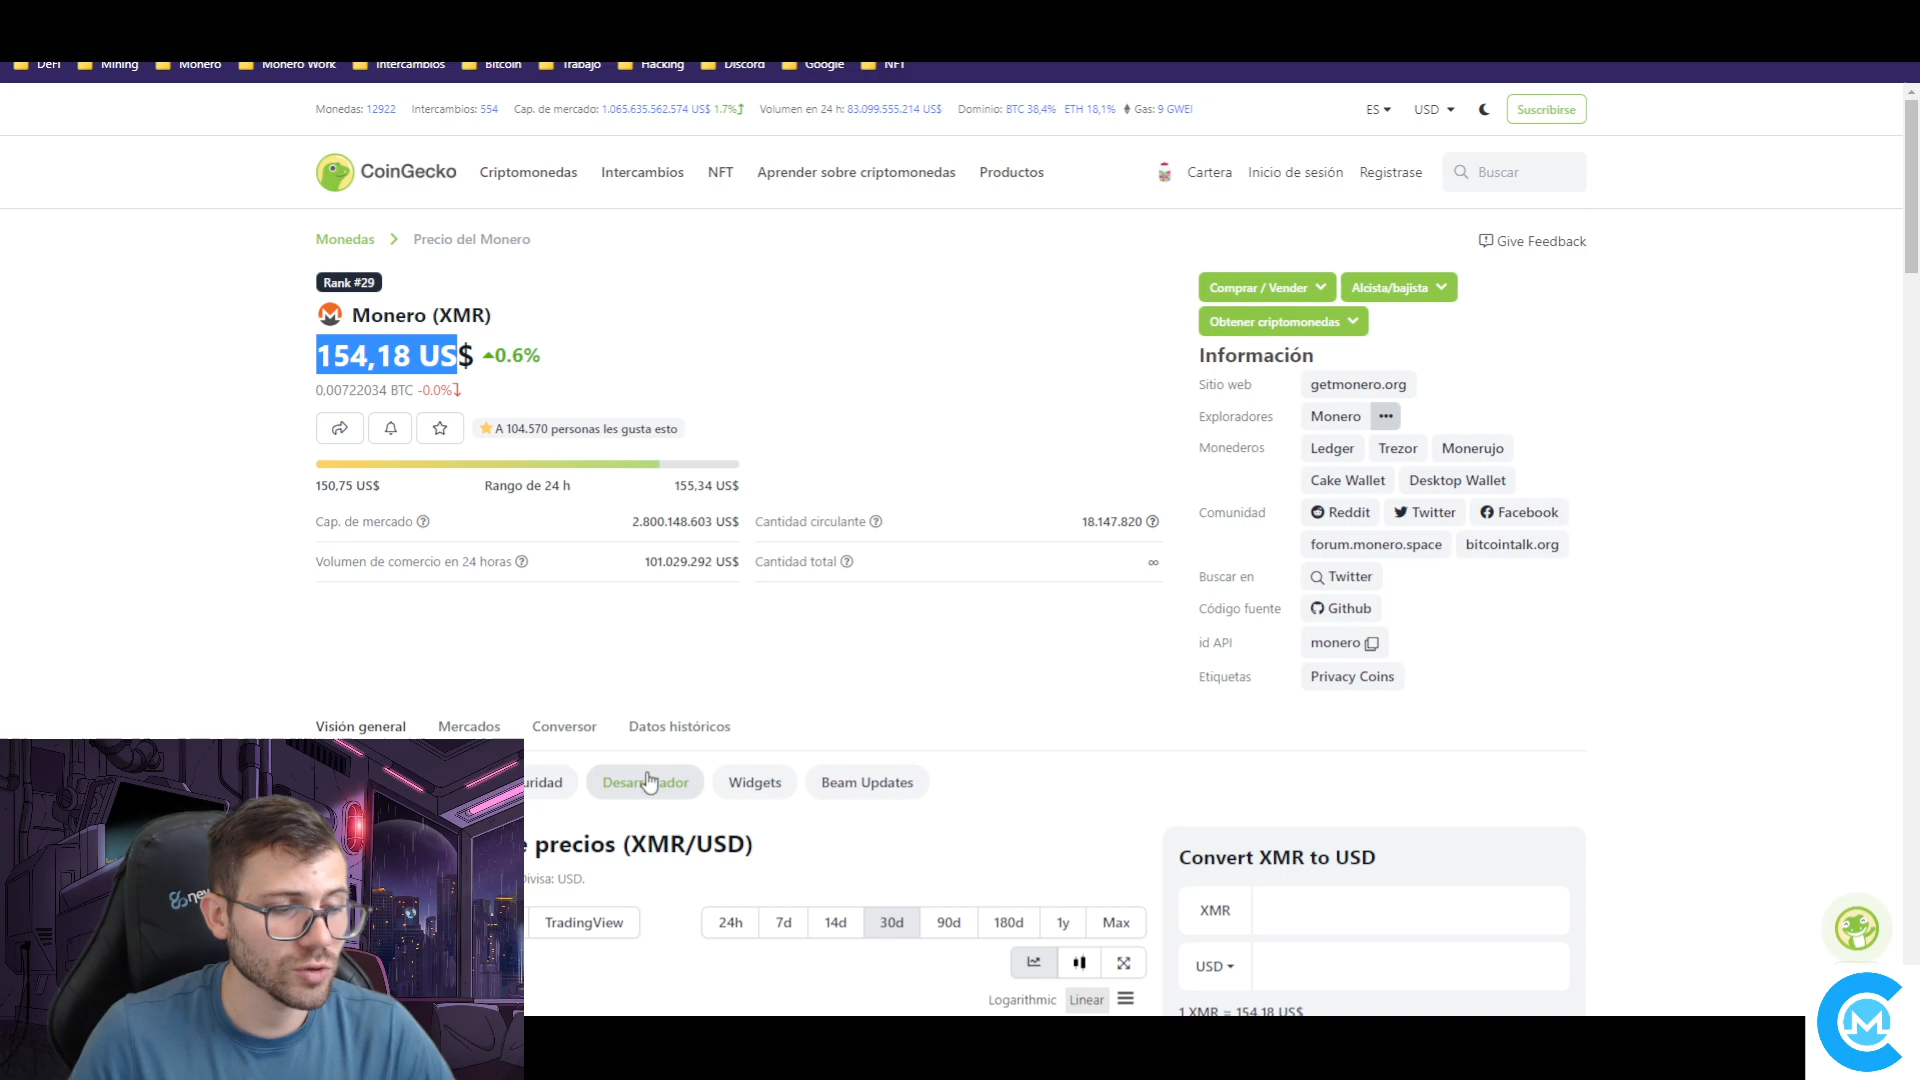 DeFi Mining Monero Monero Work Intercambios Bitcoin Trabajo Hacking Discord Google NFT
Monedas: 12922 Intercambios: 554 Cap. de mercado: 1.065.635.562.574 US$ 1.7% Volumen en 24 h: 83.099.555.214 US$ Dominio: BTC 38,4% ETH 18,1% Gas: 9 GWEI
ES USD Suscribirse
CoinGecko Criptomonedas Intercambios NFT Aprender sobre criptomonedas Productos
Cartera Inicio de sesión Registrase Buscar
Monedas Precio del Monero
Give Feedback
Rank #29
Monero (XMR)
154,18 US$ 0.6%
0,00722034 BTC -0.0%
A 104.570 personas les gusta esto
150,75 US$ Rango de 24 h 155,34 US$
Cap. de mercado 2.800.148.603 US$ Cantidad circulante 18.147.820
Volumen de comercio en 24 horas 101.029.292 US$ Cantidad total ∞
Comprar / Vender Alcista/bajista
Obtener criptomonedas
Información
Sitio web getmonero.org
Exploradores Monero •••
Monederos Ledger Trezor Monerujo
Cake Wallet Desktop Wallet
Comunidad Reddit Twitter Facebook
forum.monero.space bitcointalk.org
Buscar en Twitter
Código fuente Github
id API monero
Etiquetas Privacy Coins
Visión general Mercados Conversor Datos históricos
uridad Widgets Beam Updates
precios (XMR/USD)
Divisa: USD.
TradingView 24h 7d 14d 30d 90d 180d 1y Max
Logarithmic Linear
Convert XMR to USD
XMR
USD
1 XMR = 154,18 US$